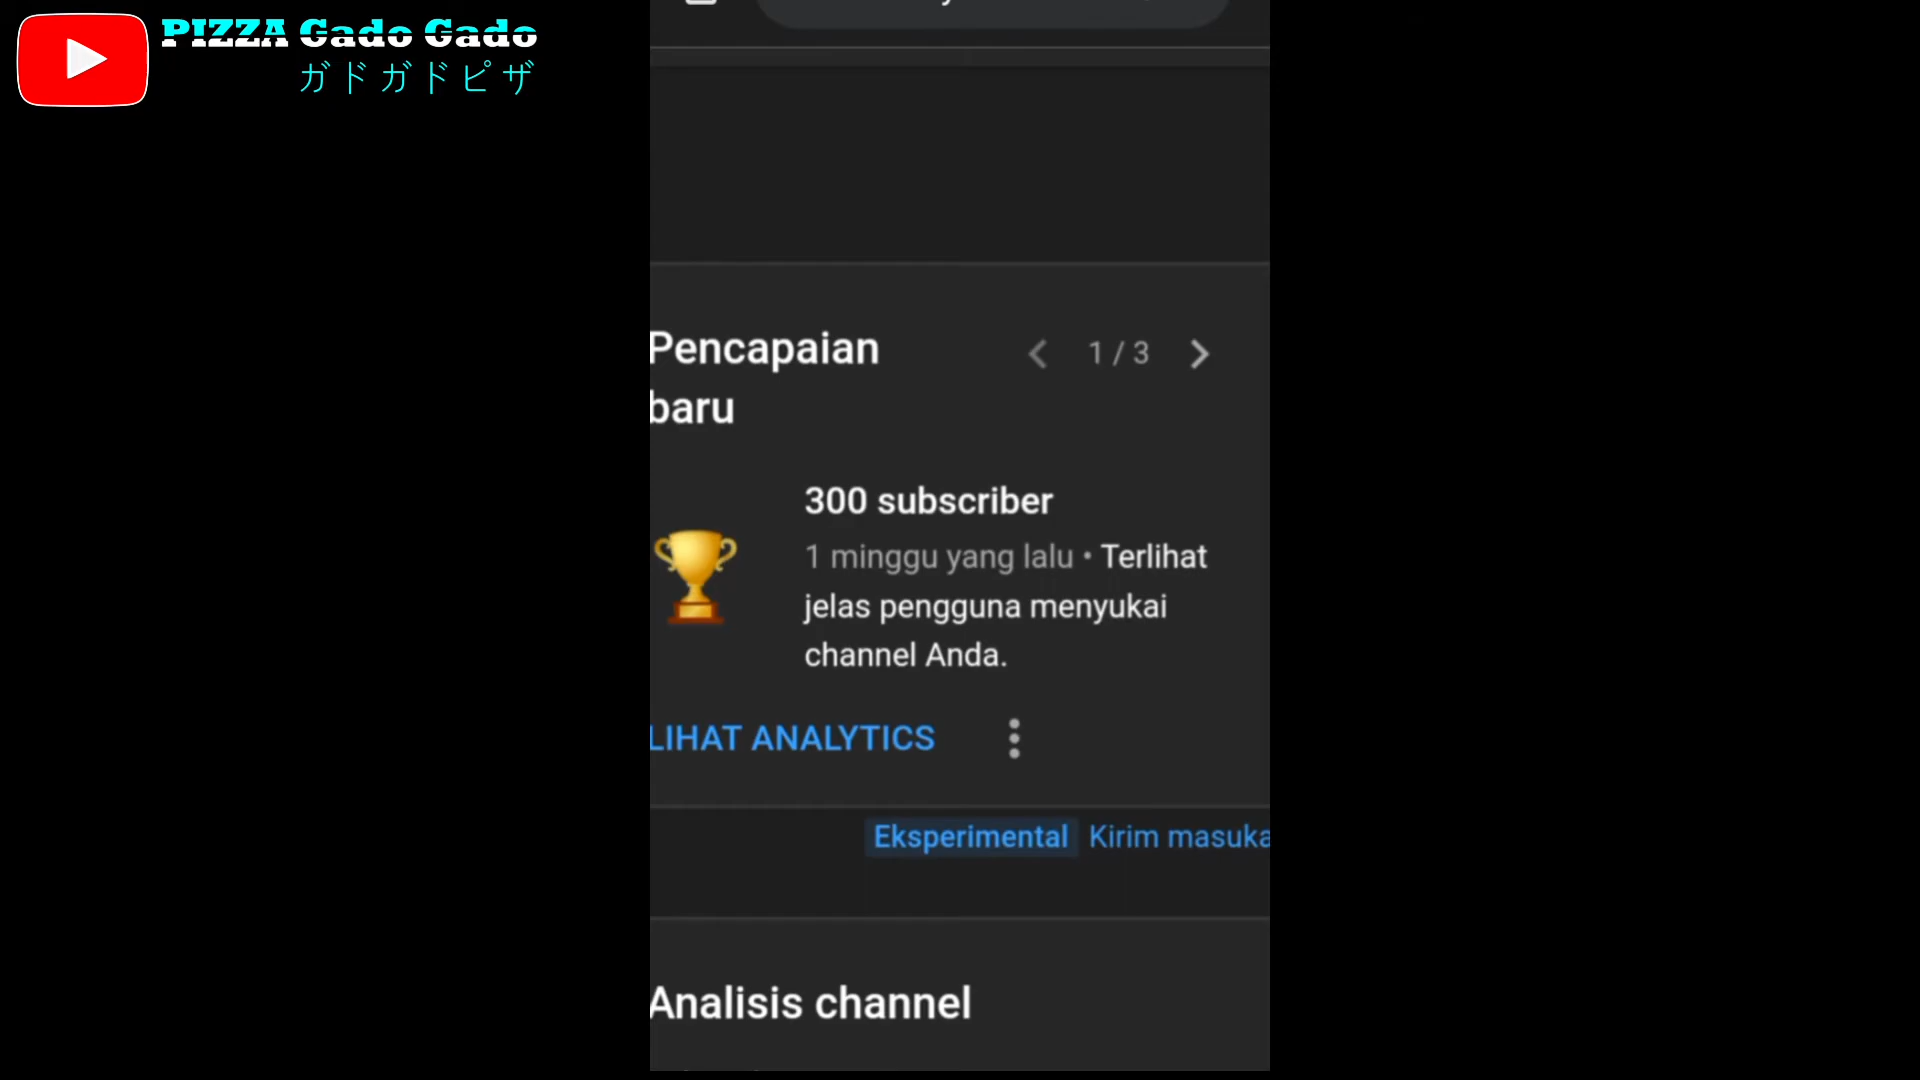 PIZZA Gado Gado
ガドガドピザ
Pencapaian
baru
1 / 3
300 subscriber
1 minggu yang lalu • Terlihat
jelas pengguna menyukai
channel Anda.
LIHAT ANALYTICS
Eksperimental Kirim masuka
Analisis channel